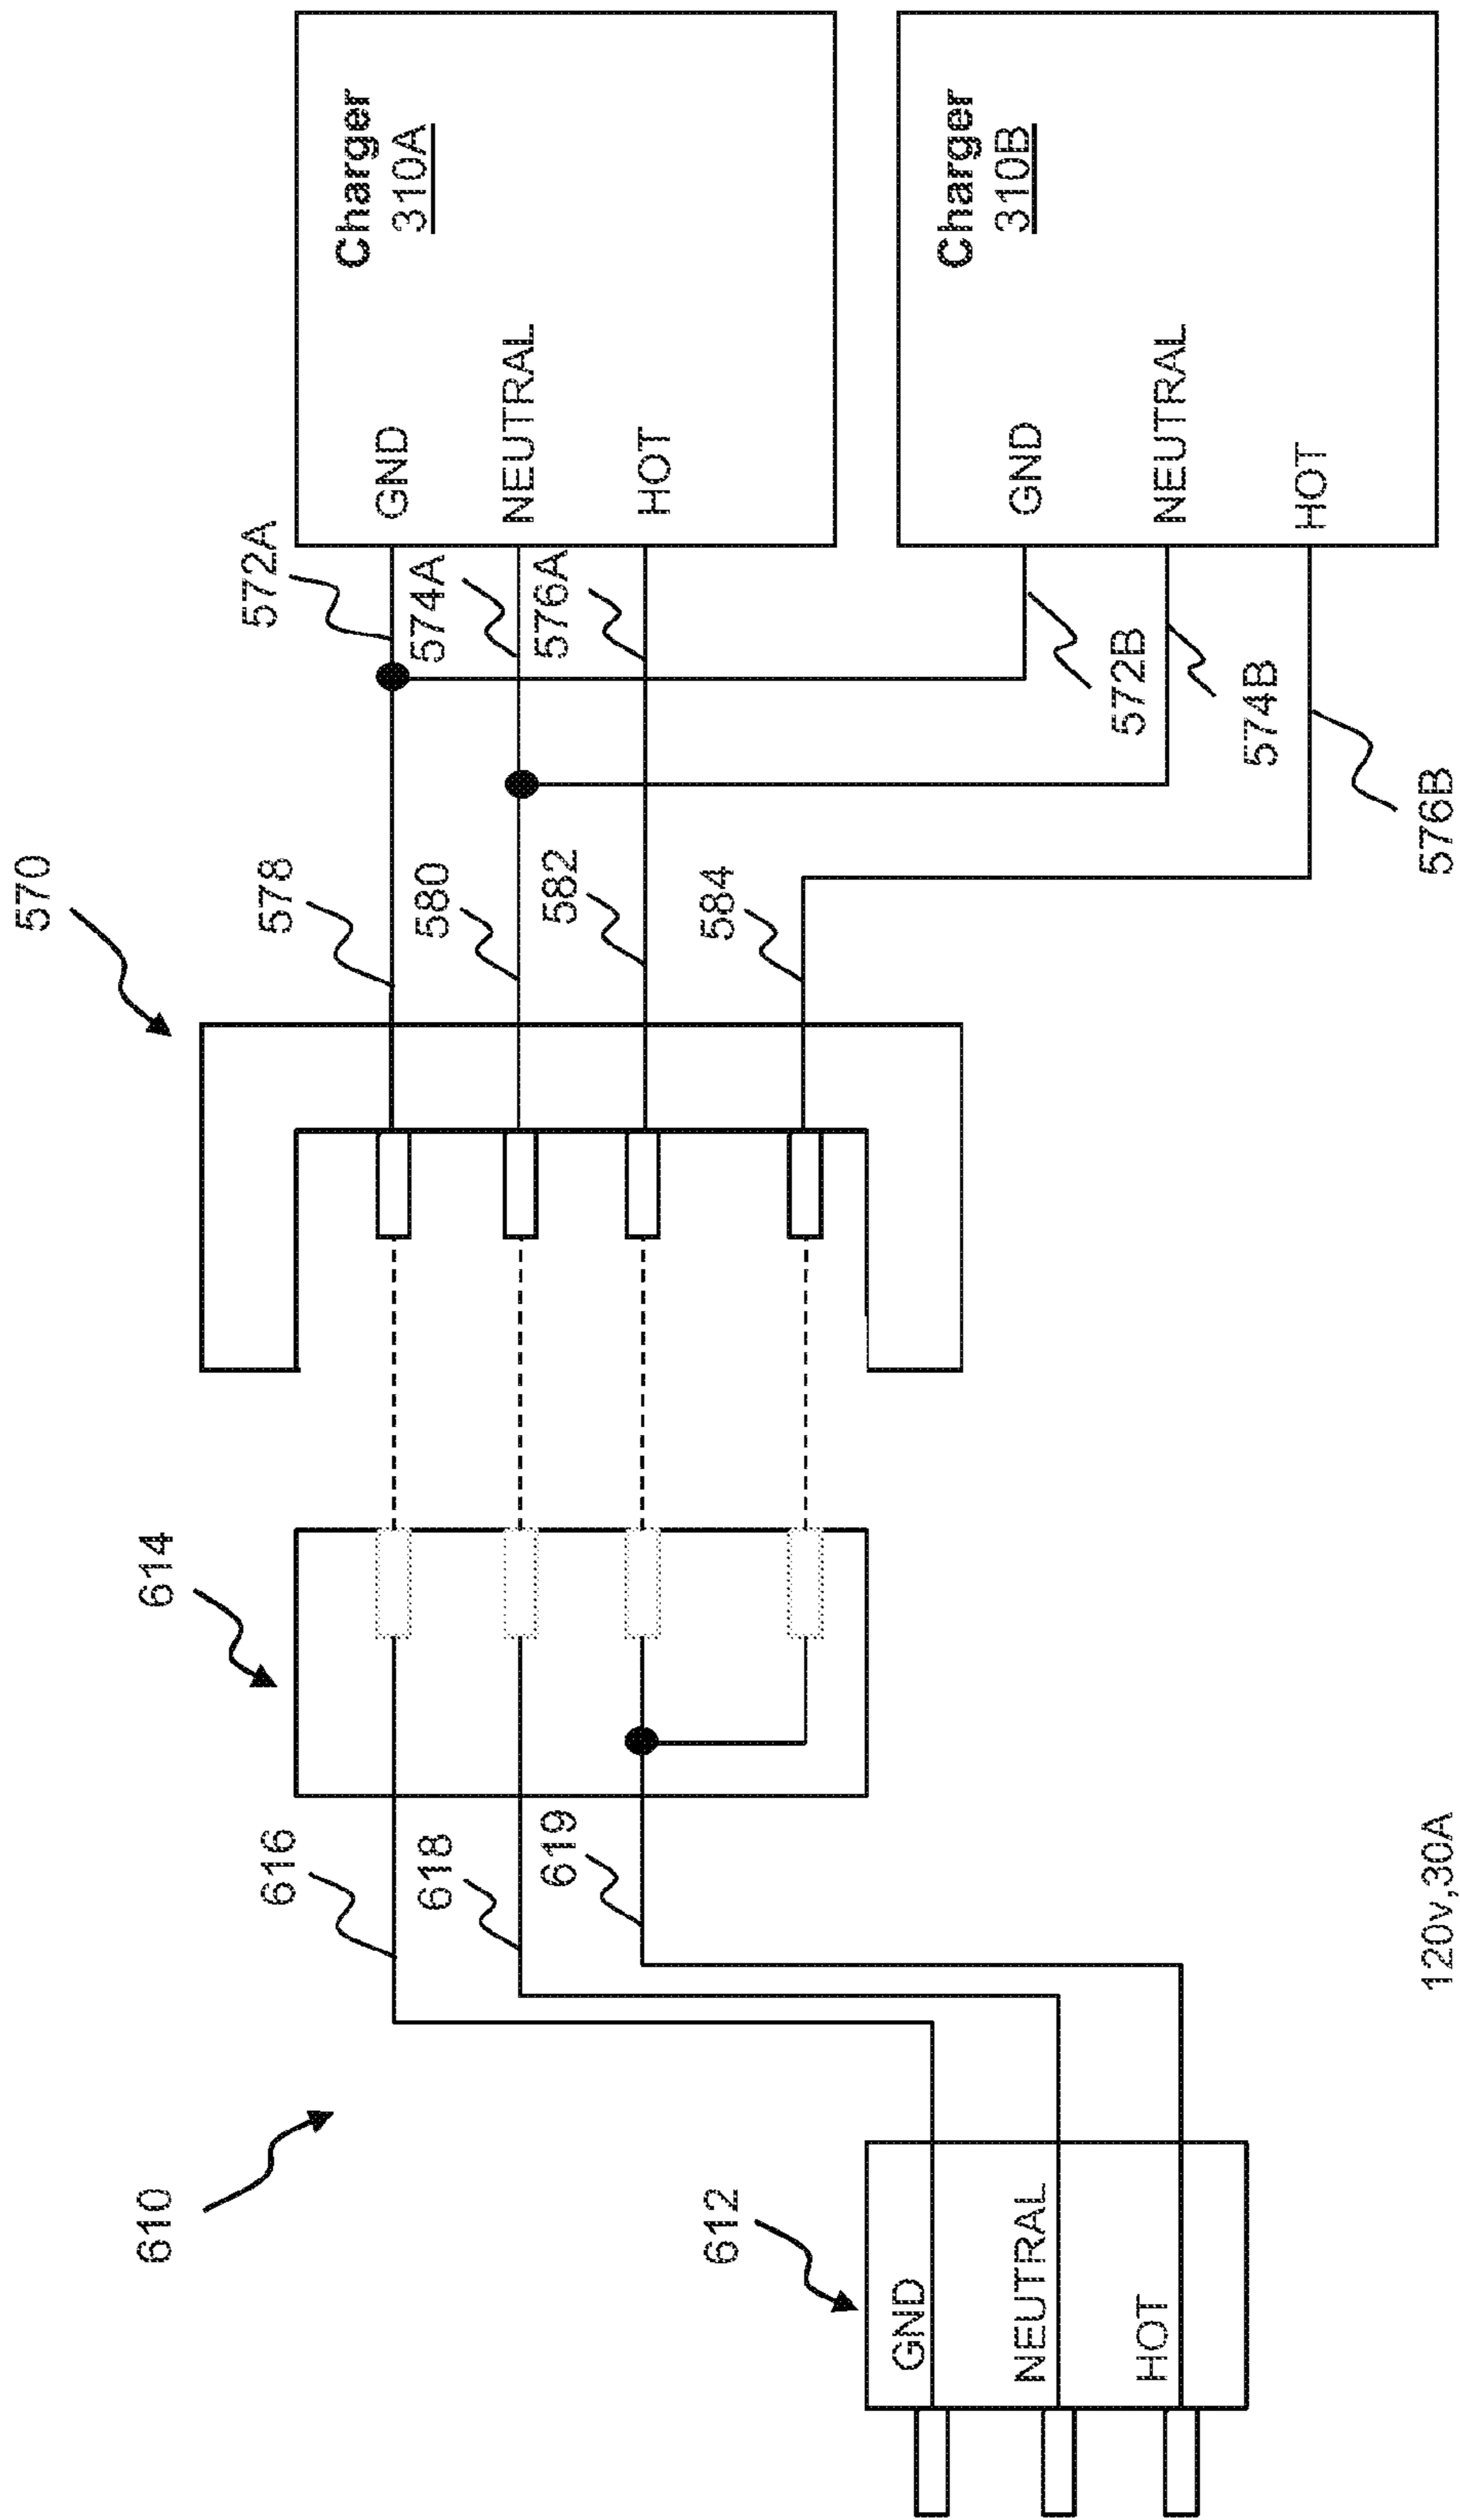 610
612
GND
NEUTRAL
HOT
616
618
619
614
570
578
580
582
584
572A
574A
576A
572B
574B
576B
GND
NEUTRAL
HOT
Charger
310A
GND
NEUTRAL
HOT
Charger
310B
120v,30A